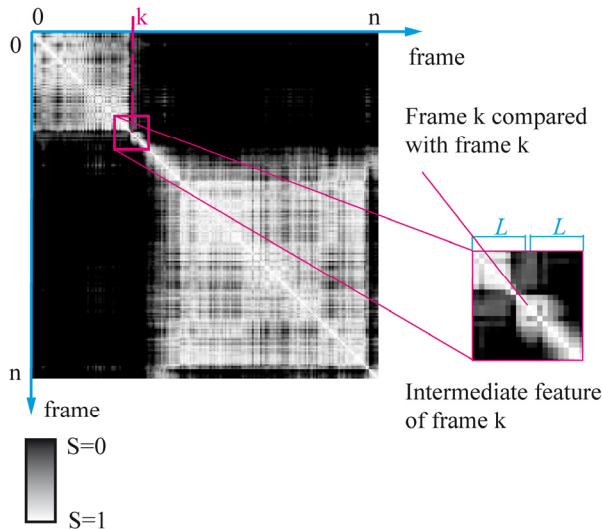 0 k n
0
frame
Frame k compared
with frame k
L L
n
Intermediate feature
of frame k
frame
S=0
S=1